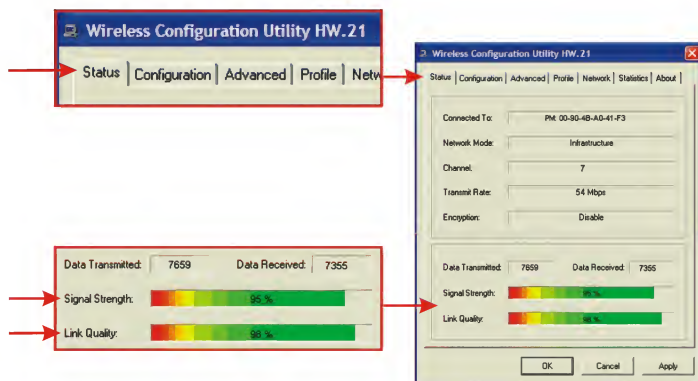 Wireless Configuration Utility HW.21
Status Configuration Advanced Profile Netw
Data Transmitted: 7659 Data Received: 7355
Signal Strength: 95 %
Link Quality: 98 %
Wireless Configuration Utility HW.21
Status Configuration Advanced Profile Network Statistics About
Connected To: PM: 00-90-4B-A0-41-F3
Network Mode: Infrastructure
Channel: 7
Transmit Rate: 54 Mbps
Encryption: Disable
Data Transmitted: 7659 Data Received: 7355
Signal Strength: 95 %
Link Quality: 98 %
OK Cancel Apply